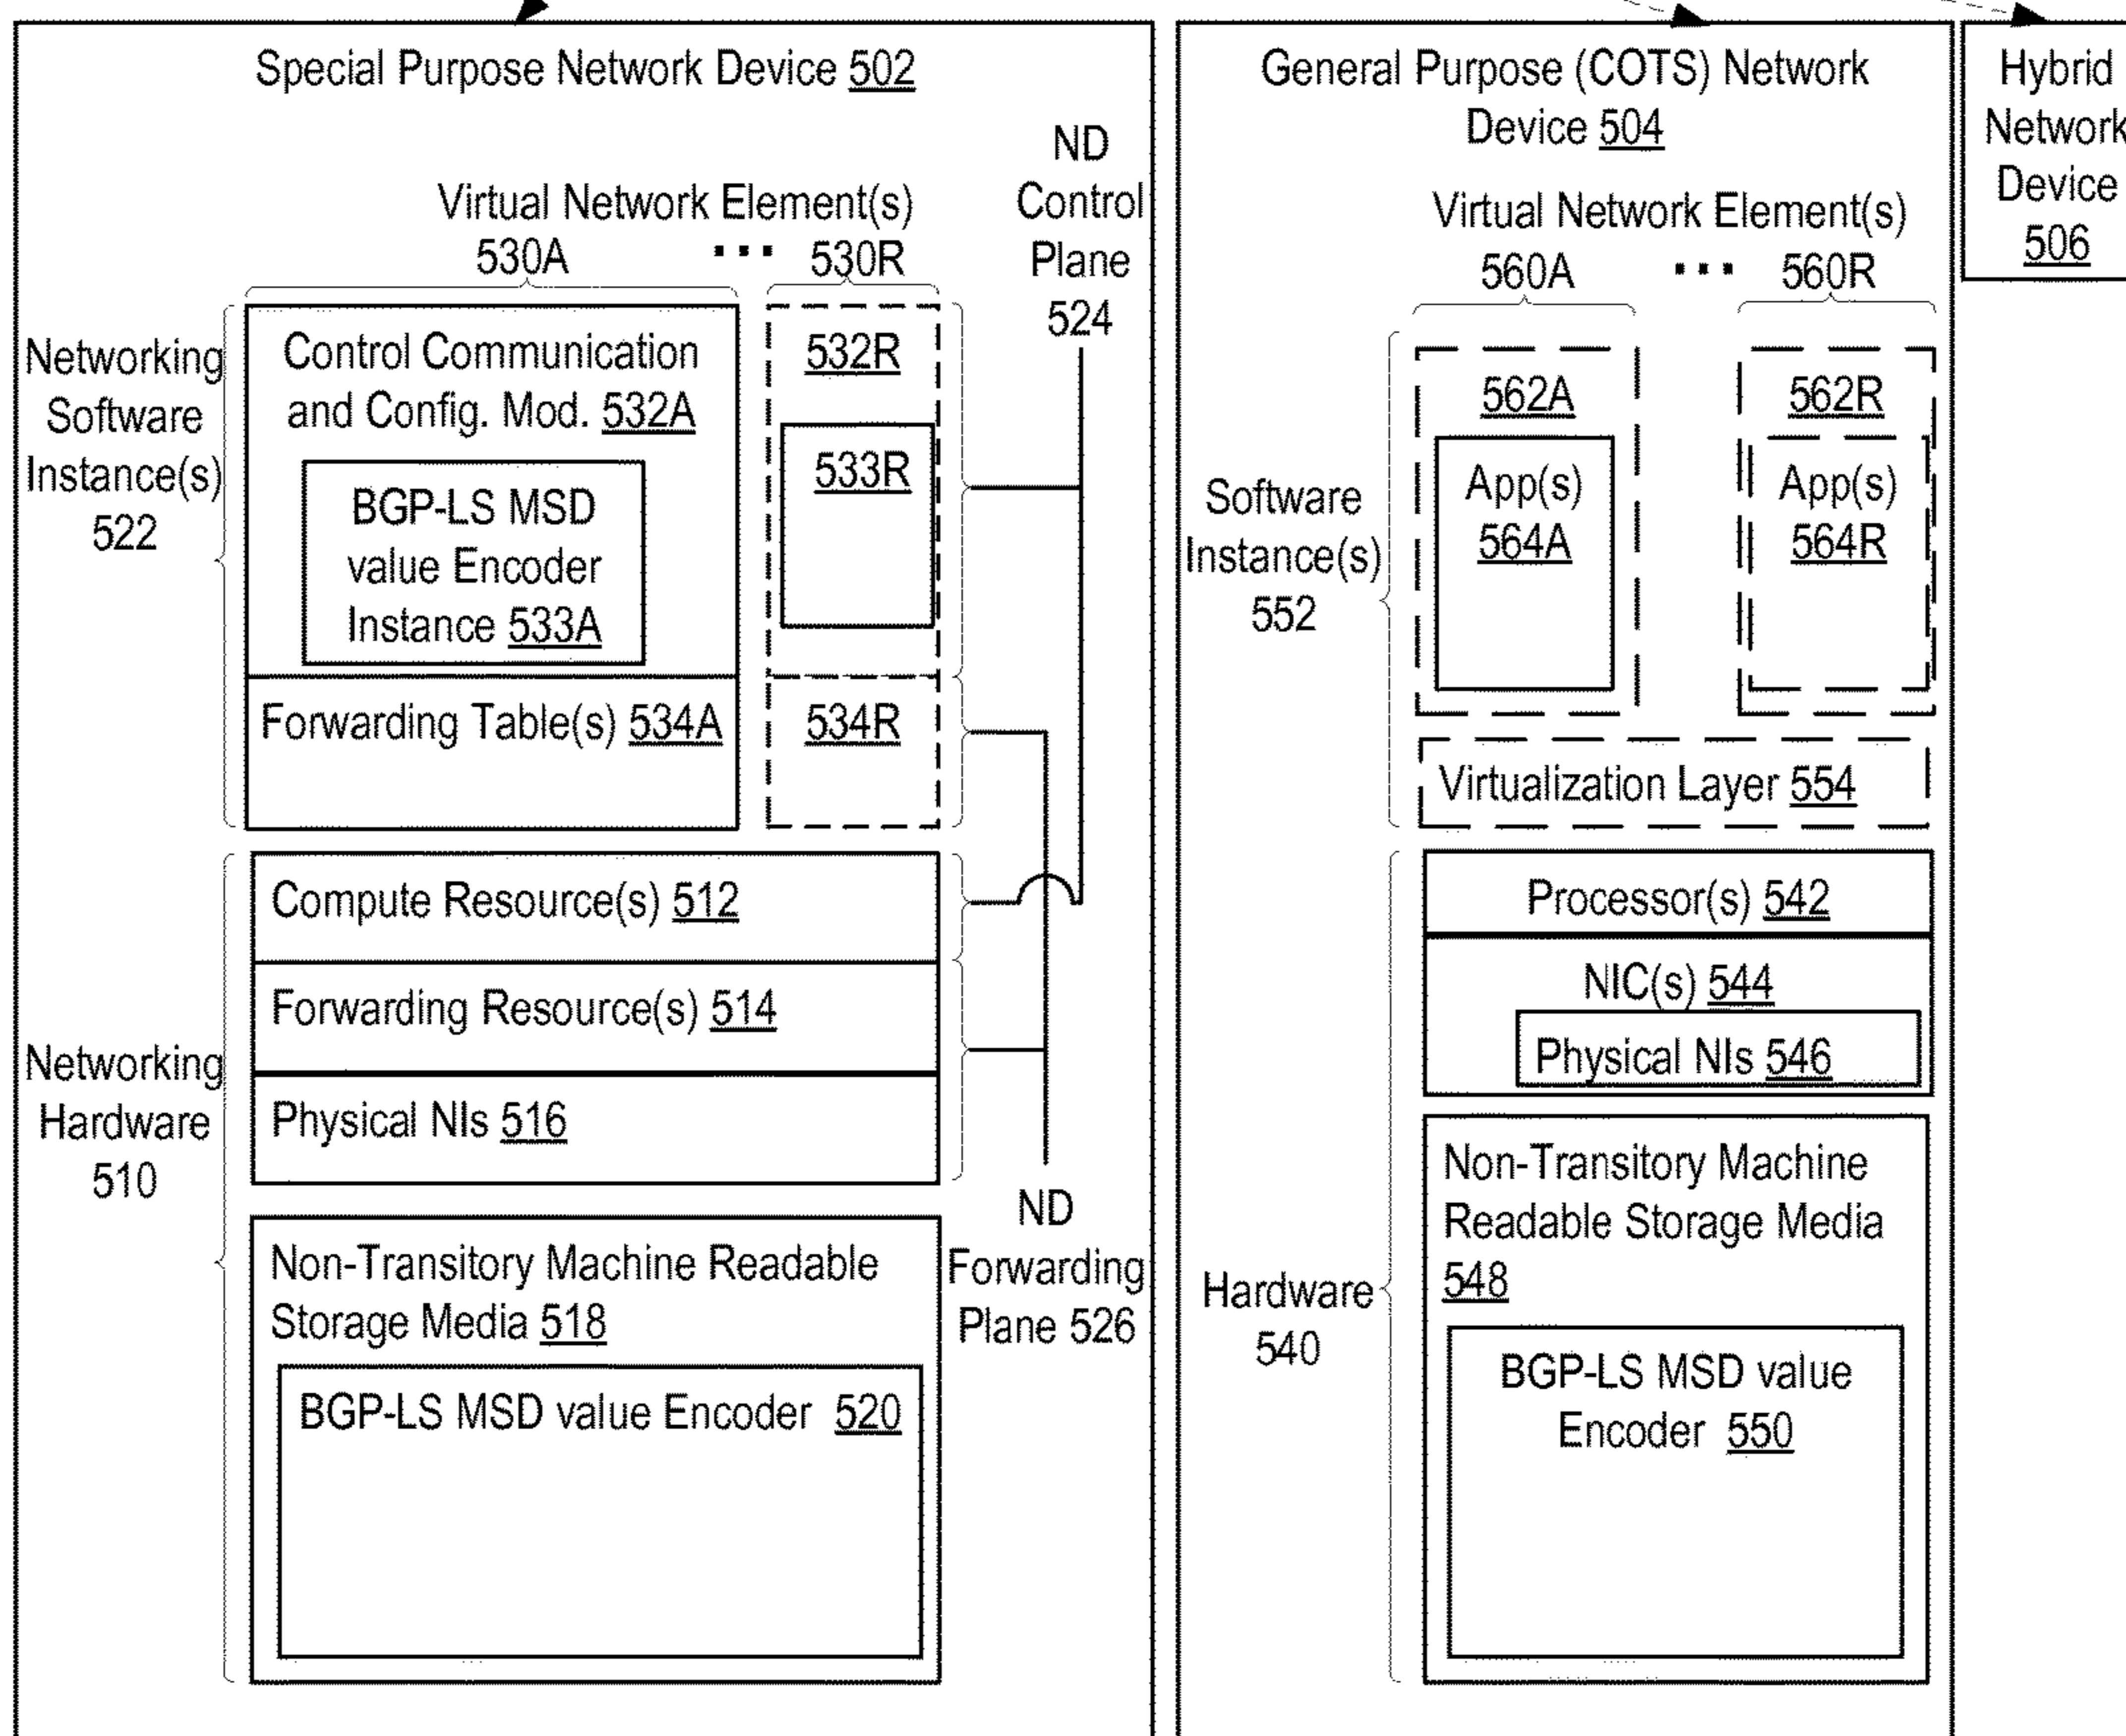 Special Purpose Network Device 502
ND
Control
Plane
524
Virtual Network Element(s)
530A ... 530R
Networking
Software
Instance(s)
522
Control Communication
and Config. Mod. 532A
BGP-LS MSD
value Encoder
Instance 533A
Forwarding Table(s) 534A
532R
533R
534R
Networking
Hardware
510
Compute Resource(s) 512
Forwarding Resource(s) 514
Physical NIs 516
ND
Forwarding
Plane 526
Non-Transitory Machine Readable
Storage Media 518
BGP-LS MSD value Encoder 520
General Purpose (COTS) Network
Device 504
Virtual Network Element(s)
560A ... 560R
Software
Instance(s)
552
562A
App(s)
564A
562R
App(s)
564R
Virtualization Layer 554
Hardware
540
Processor(s) 542
NIC(s) 544
Physical NIs 546
Non-Transitory Machine
Readable Storage Media
548
BGP-LS MSD value
Encoder 550
Hybrid
Network
Device
506